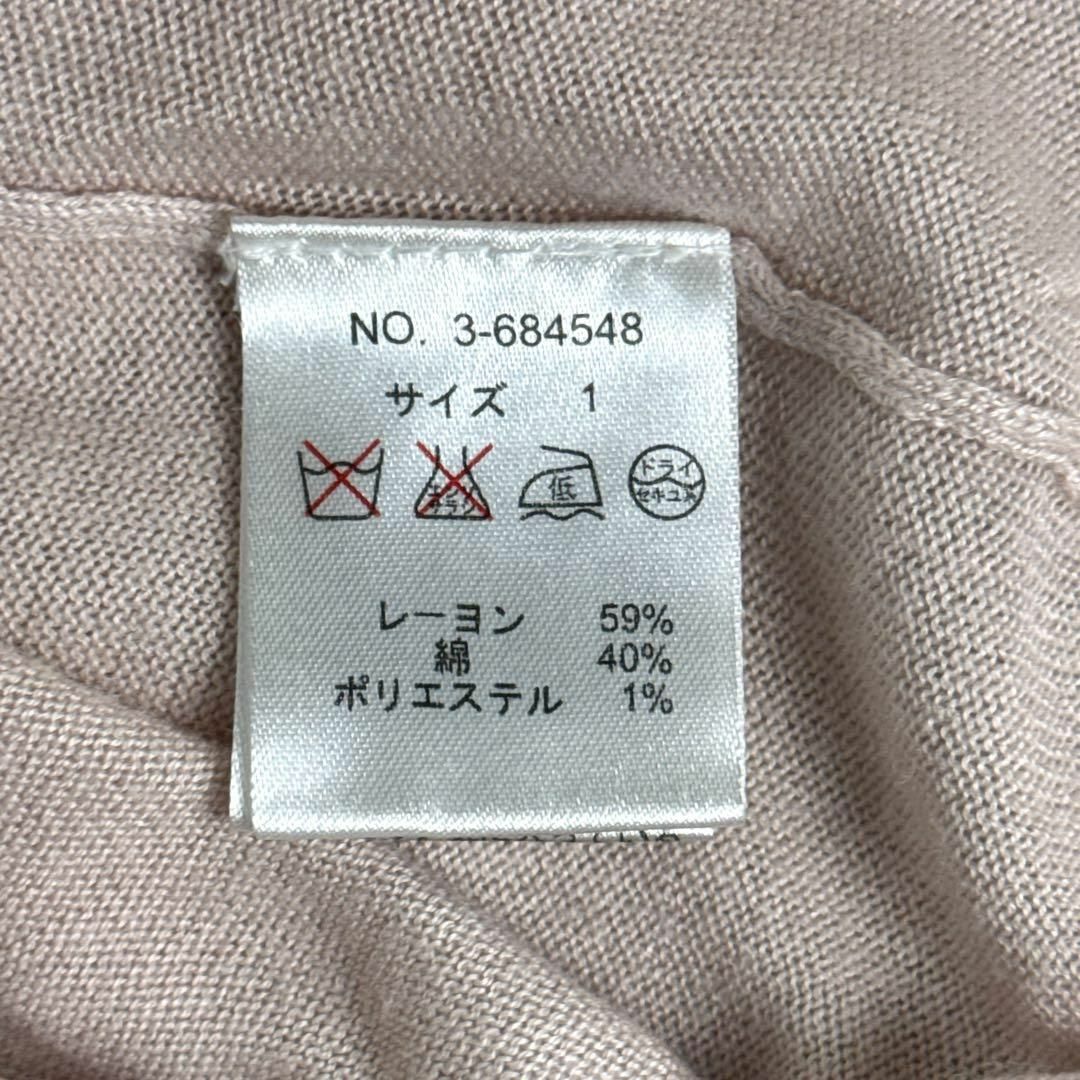 NO. 3-684548
サイズ 1
低 ドライ
セキユ系
レーヨン 59%
綿 40%
ポリエステル 1%